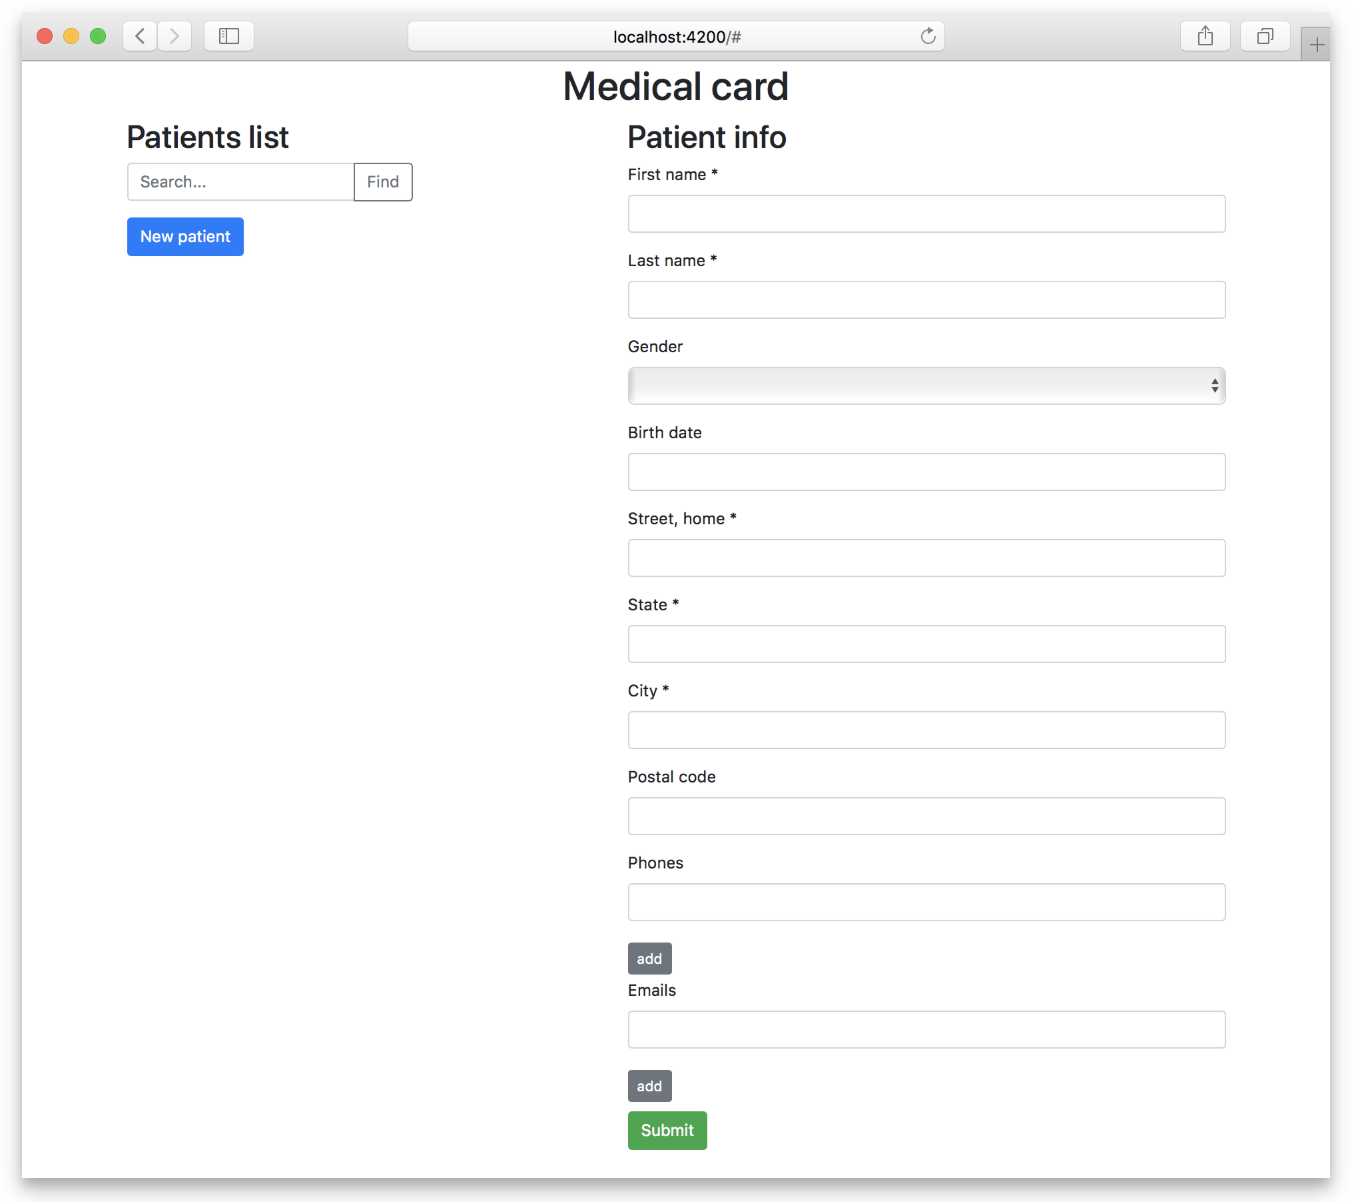 localhost:4200/#
Medical card
Patients list
Search...
Find
New patient
Patient info
First name *
Last name *
Gender
Birth date
Street, home *
State *
City *
Postal code
Phones
add
Emails
add
Submit